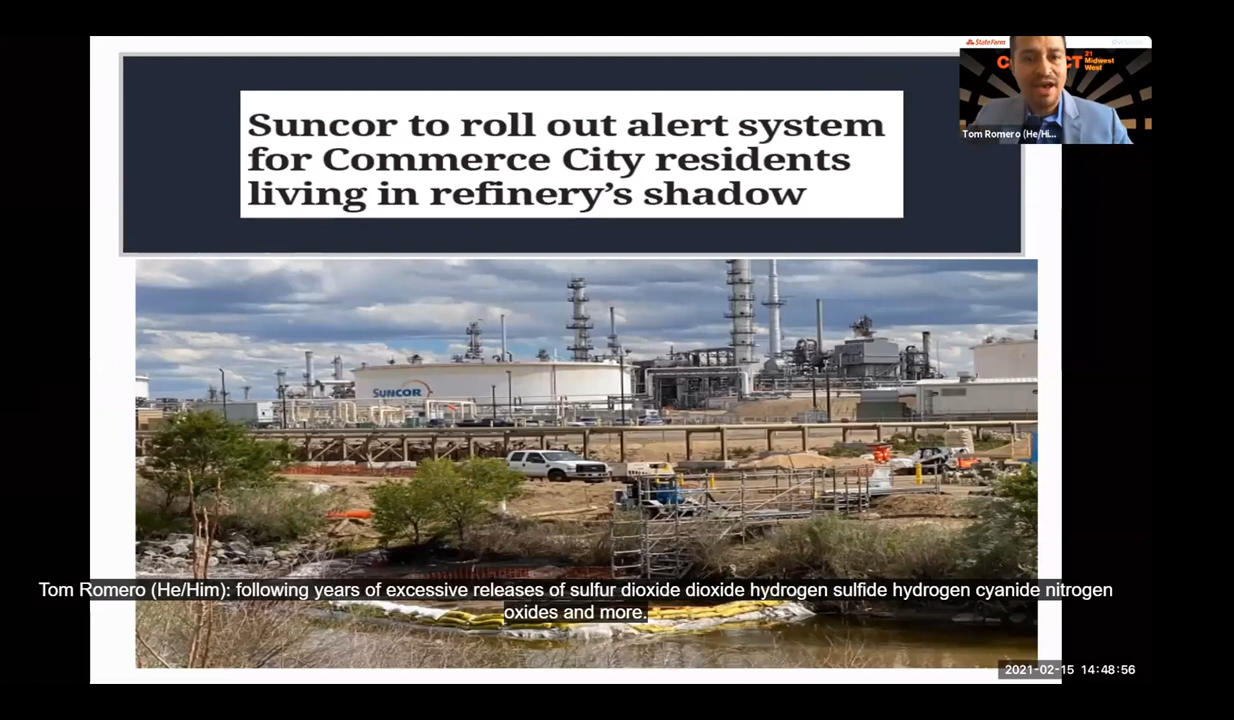 Suncor to roll out alert system
for Commerce City residents
living in refinery’s shadow
StateFarm
21
Midwest
West
Tom Romero (He/Hi...
SUNCOR
Tom Romero (He/Him): following years of excessive releases of sulfur dioxide dioxide hydrogen sulfide hydrogen cyanide nitrogen
oxides and more.
2021-02-15 14:48:56